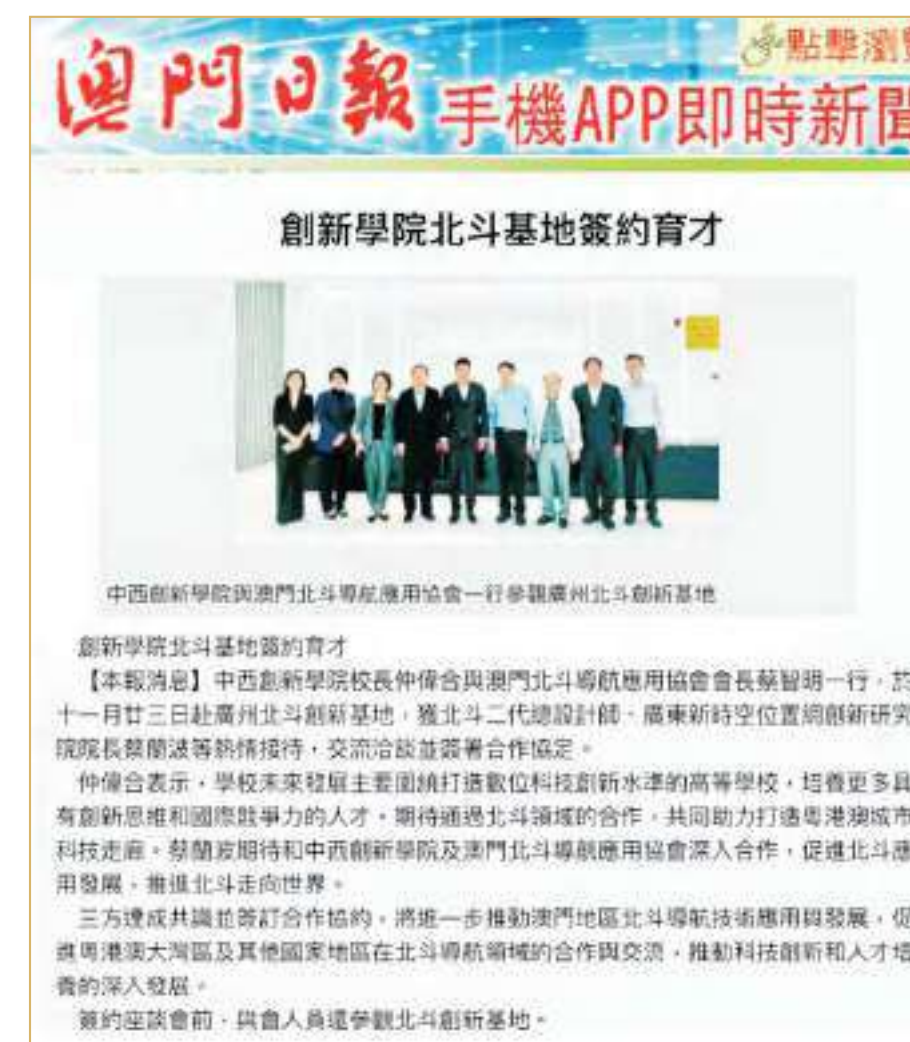 澳門日報
點擊瀏
手機APP即時新聞
創新學院北斗基地簽約育才
中西創新學院與澳門北斗導航應用協會一行參觀廣州北斗創新基地
創新學院北斗基地簽約育才
【本報消息】中西創新學院校長仲偉合與澳門北斗導航應用協會會長蔡智明一行，於
十一月廿三日赴廣州北斗創新基地，獲北斗二代總設計師、廣東新時空位置網創新研究
院院長蔡蘭波等熱情接待，交流洽談並簽署合作協定。
仲偉合表示，學校未來發展主要圍繞打造數位科技創新水準的高等學校，培養更多具
有創新思維和國際競爭力的人才。期待通過北斗領域的合作，共同助力打造粵港澳城市
科技走廊。蔡蘭波期待和中西創新學院及澳門北斗導航應用協會深入合作，促進北斗應
用發展，推進北斗走向世界。
三方達成共識並簽訂合作協約，將進一步推動澳門地區北斗導航技術應用與發展，促
進粵港澳大灣區及其他國家地區在北斗導航領域的合作與交流，推動科技創新和人才培
養的深入發展。
簽約座談會前，與會人員還參觀北斗創新基地。